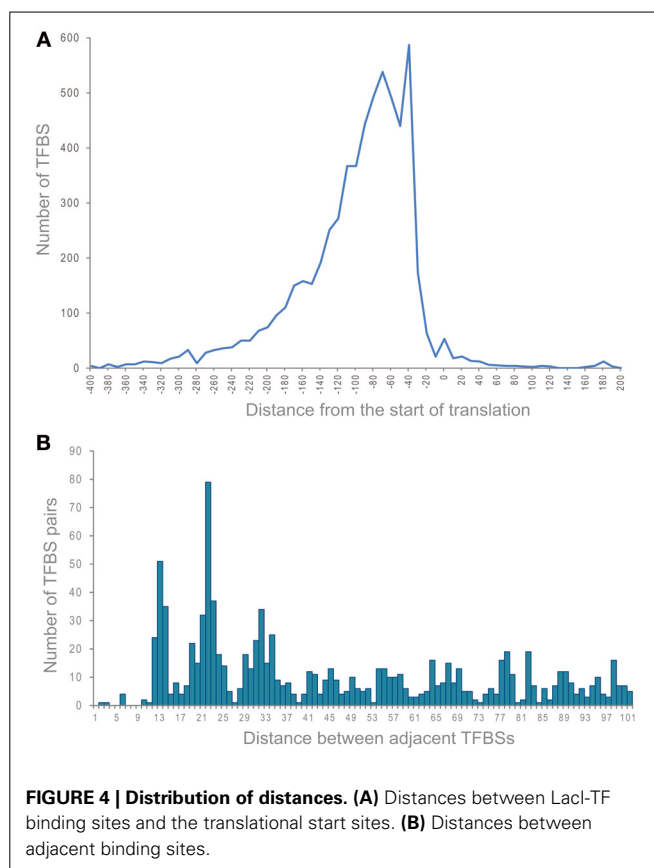 A
600
500
400
300
200
100
0
Number of TFBS
-400 -380 -360 -340 -320 -300 -280 -260 -240 -220 -200 -180 -160 -140 -120 -100 -80 -60 -40 -20 0 20 40 60 80 100 120 140 160 180 200
Distance from the start of translation
B
90
80
70
60
50
40
30
20
10
0
Number of TFBS pairs
1 5 9 13 17 21 25 29 33 37 41 45 49 53 57 61 65 69 73 77 81 85 89 93 97 101
Distance between adjacent TFBSs
FIGURE 4 | Distribution of distances. (A) Distances between LacI-TF
binding sites and the translational start sites. (B) Distances between
adjacent binding sites.